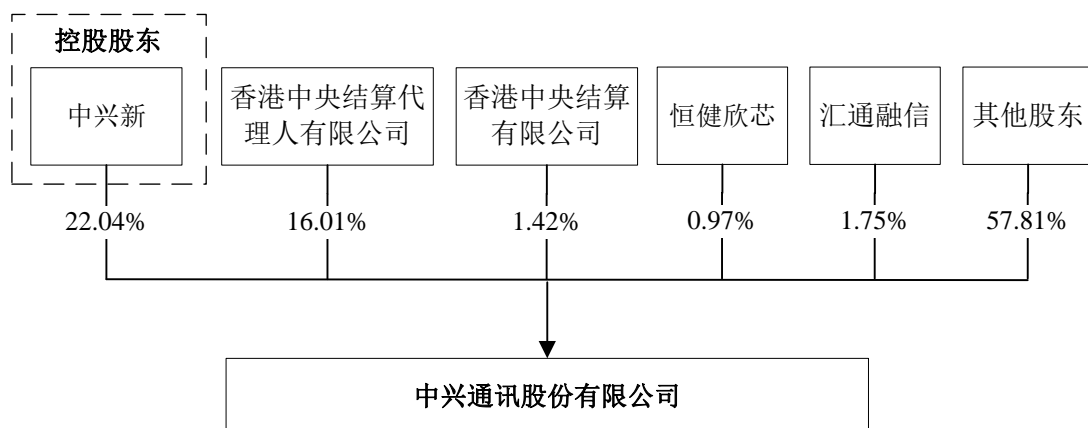 控股股东
中兴新
香港中央结算代
理人有限公司
香港中央结算
有限公司
恒健欣芯
汇通融信
其他股东
22.04%
16.01%
1.42%
0.97%
1.75%
57.81%
中兴通讯股份有限公司